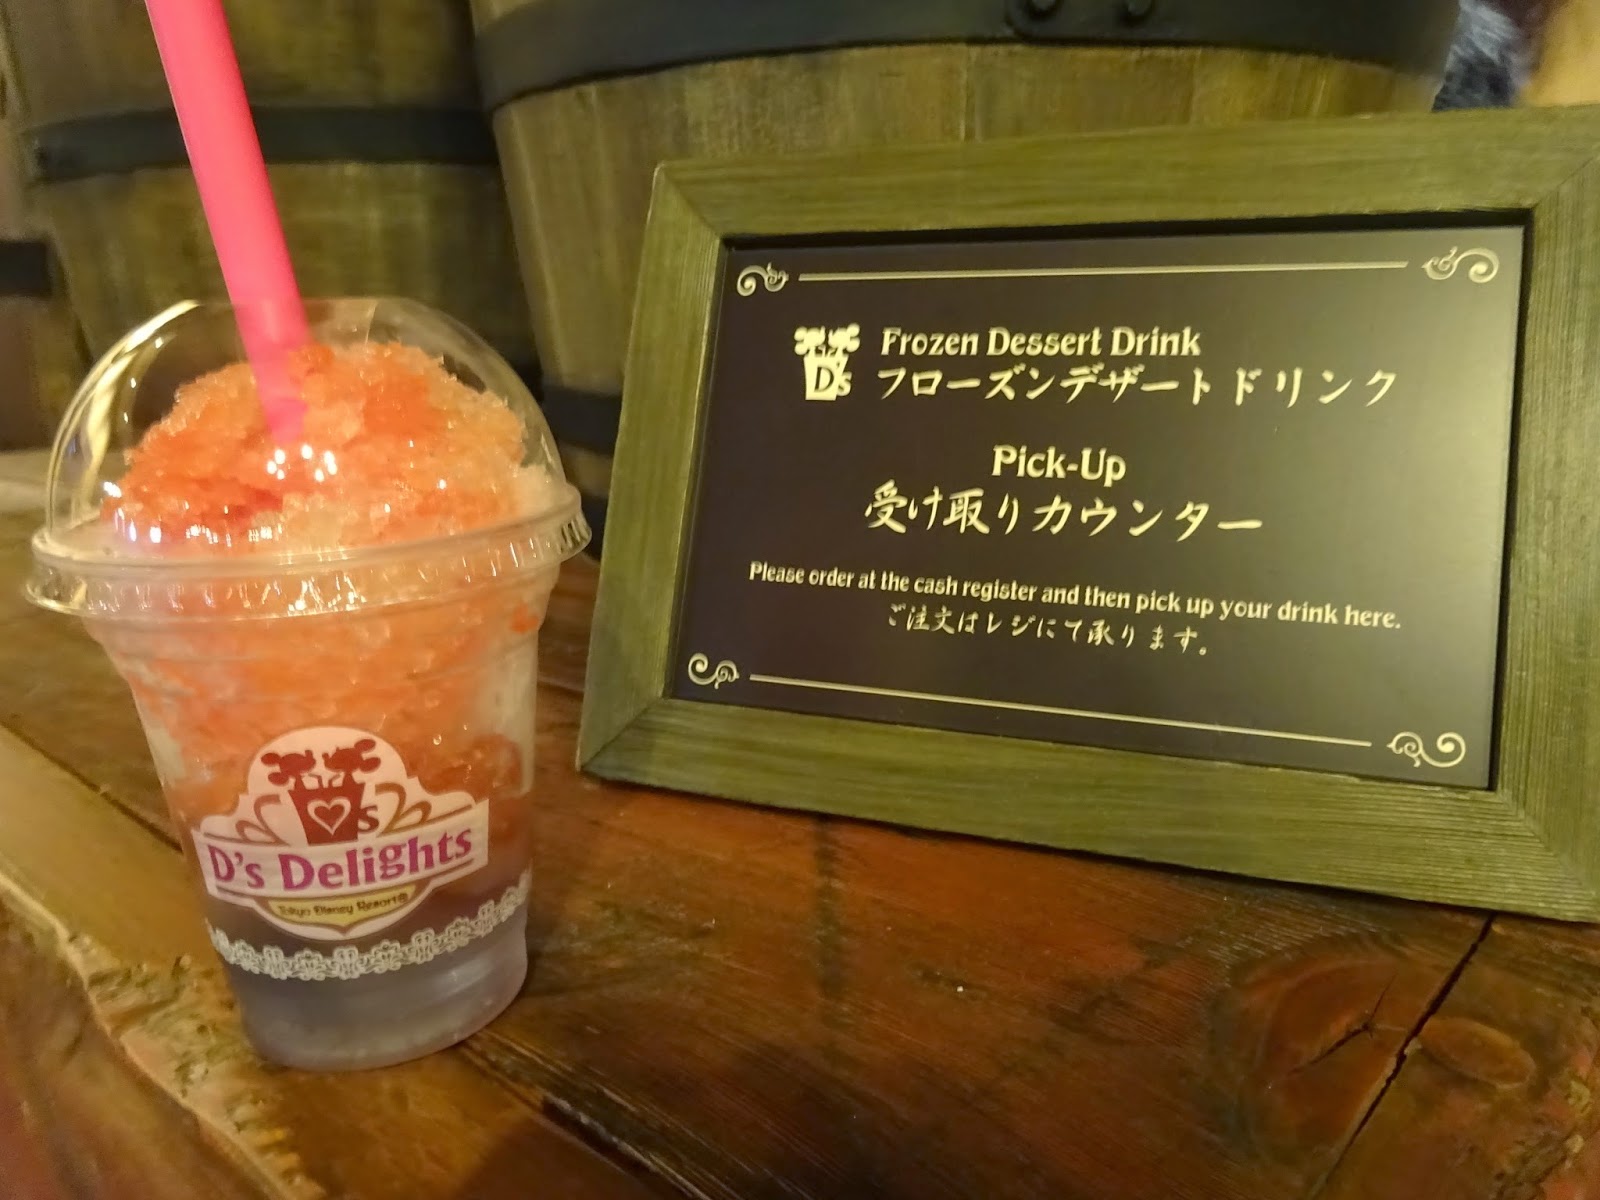 D's
Frozen Dessert Drink
フローズンデザートドリンク
Pick-Up
受け取りカウンター
Please order at the cash register and then pick up your drink here.
ご注文はレジにて承ります。
D's
D's Delights
Tokyo Disney Resort®